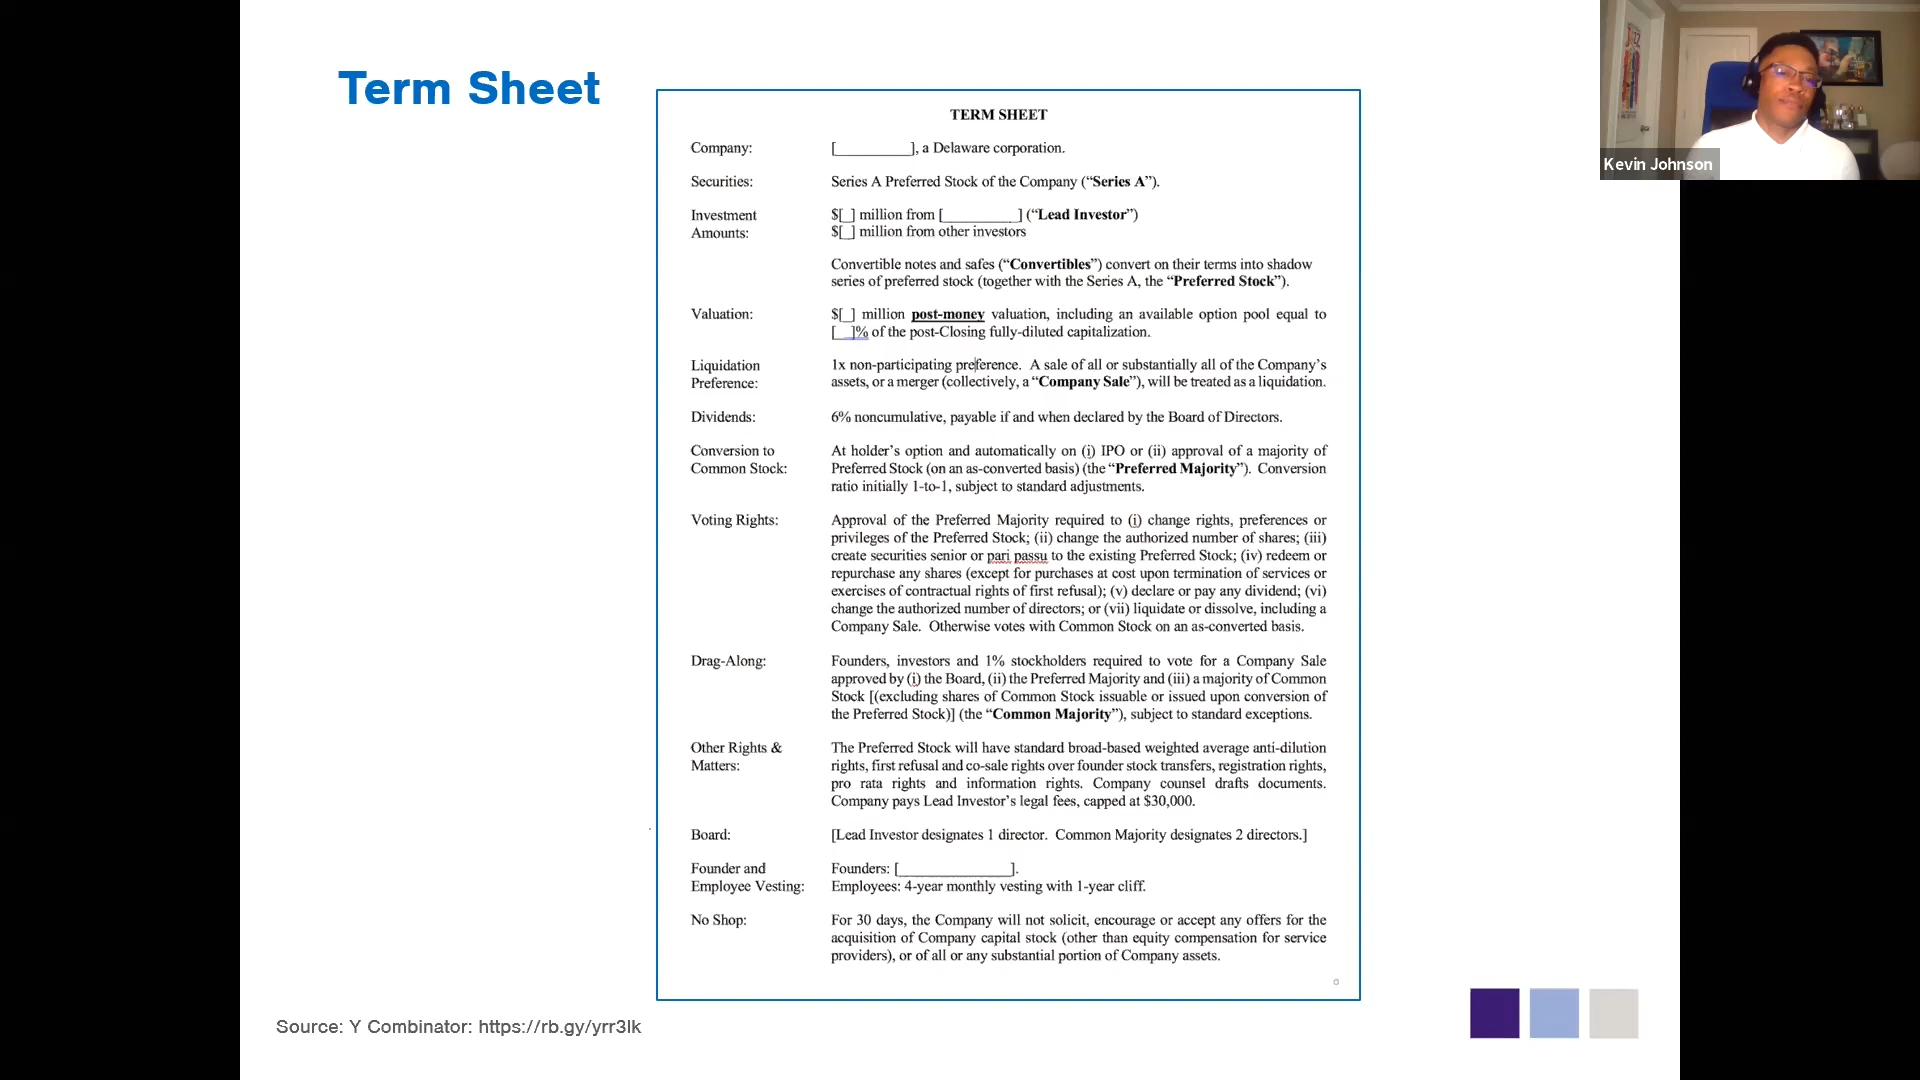 Term Sheet
TERM SHEET
Company: [__________], a Delaware corporation.
Securities: Series A Preferred Stock of the Company (“Series A”).
Investment Amounts: $[_] million from [__________] (“Lead Investor”)
$[_] million from other investors
Convertible notes and safes (“Convertibles”) convert on their terms into shadow
series of preferred stock (together with the Series A, the “Preferred Stock”).
Valuation: $[_] million post-money valuation, including an available option pool equal to
[__]% of the post-Closing fully-diluted capitalization.
Liquidation Preference: 1x non-participating preference. A sale of all or substantially all of the Company’s
assets, or a merger (collectively, a “Company Sale”), will be treated as a liquidation.
Dividends: 6% noncumulative, payable if and when declared by the Board of Directors.
Conversion to Common Stock: At holder’s option and automatically on (i) IPO or (ii) approval of a majority of
Preferred Stock (on an as-converted basis) (the “Preferred Majority”). Conversion
ratio initially 1-to-1, subject to standard adjustments.
Voting Rights: Approval of the Preferred Majority required to (i) change rights, preferences or
privileges of the Preferred Stock; (ii) change the authorized number of shares; (iii)
create securities senior or pari passu to the existing Preferred Stock; (iv) redeem or
repurchase any shares (except for purchases at cost upon termination of services or
exercises of contractual rights of first refusal); (v) declare or pay any dividend; (vi)
change the authorized number of directors; or (vii) liquidate or dissolve, including a
Company Sale. Otherwise votes with Common Stock on an as-converted basis.
Drag-Along: Founders, investors and 1% stockholders required to vote for a Company Sale
approved by (i) the Board, (ii) the Preferred Majority and (iii) a majority of Common
Stock [(excluding shares of Common Stock issuable or issued upon conversion of
the Preferred Stock)] (the “Common Majority”), subject to standard exceptions.
Other Rights & Matters: The Preferred Stock will have standard broad-based weighted average anti-dilution
rights, first refusal and co-sale rights over founder stock transfers, registration rights,
pro rata rights and information rights. Company counsel drafts documents.
Company pays Lead Investor’s legal fees, capped at $30,000.
Board: [Lead Investor designates 1 director. Common Majority designates 2 directors.]
Founder and Employee Vesting: Founders: [_______________].
Employees: 4-year monthly vesting with 1-year cliff.
No Shop: For 30 days, the Company will not solicit, encourage or accept any offers for the
acquisition of Company capital stock (other than equity compensation for service
providers), or of all or any substantial portion of Company assets.
Source: Y Combinator: https://rb.gy/yrr3lk
Kevin Johnson